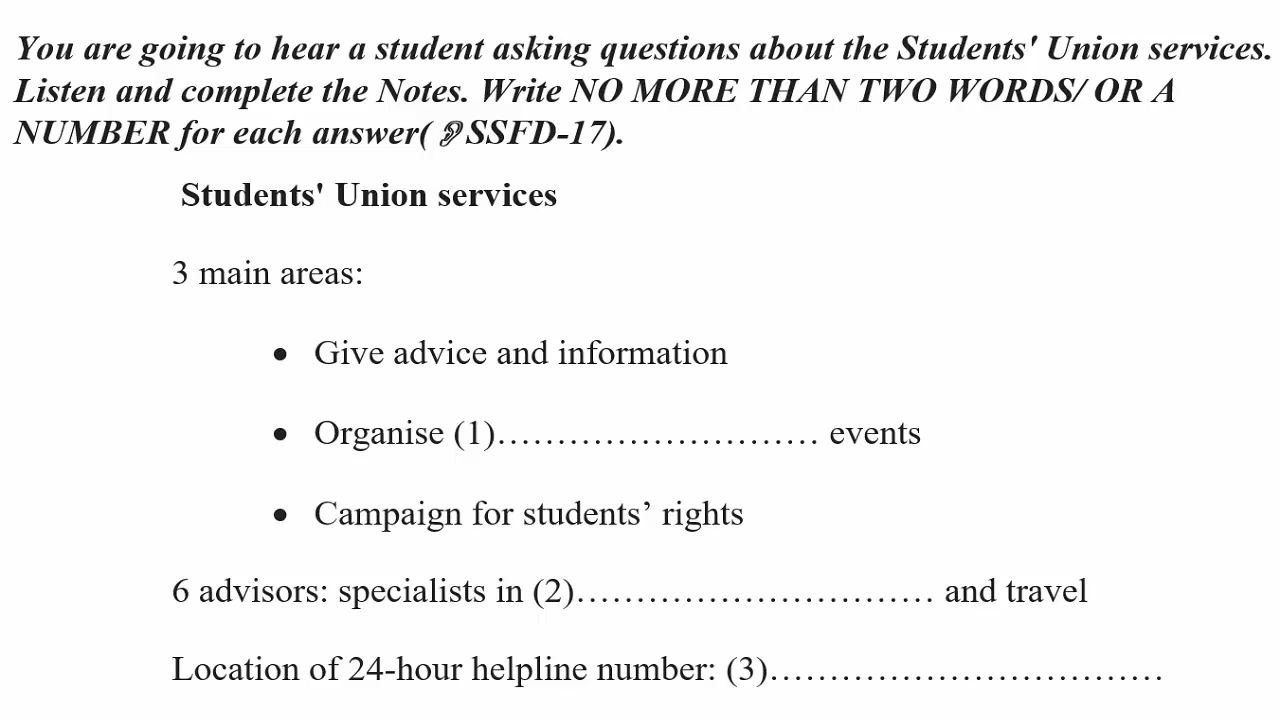 You are going to hear a student asking questions about the Students' Union services.
Listen and complete the Notes. Write NO MORE THAN TWO WORDS/ OR A
NUMBER for each answer( 👂SSFD-17).
Students' Union services
3 main areas:
• Give advice and information
• Organise (1)……………………… events
• Campaign for students’ rights
6 advisors: specialists in (2)………………………… and travel
Location of 24-hour helpline number: (3)……………………………